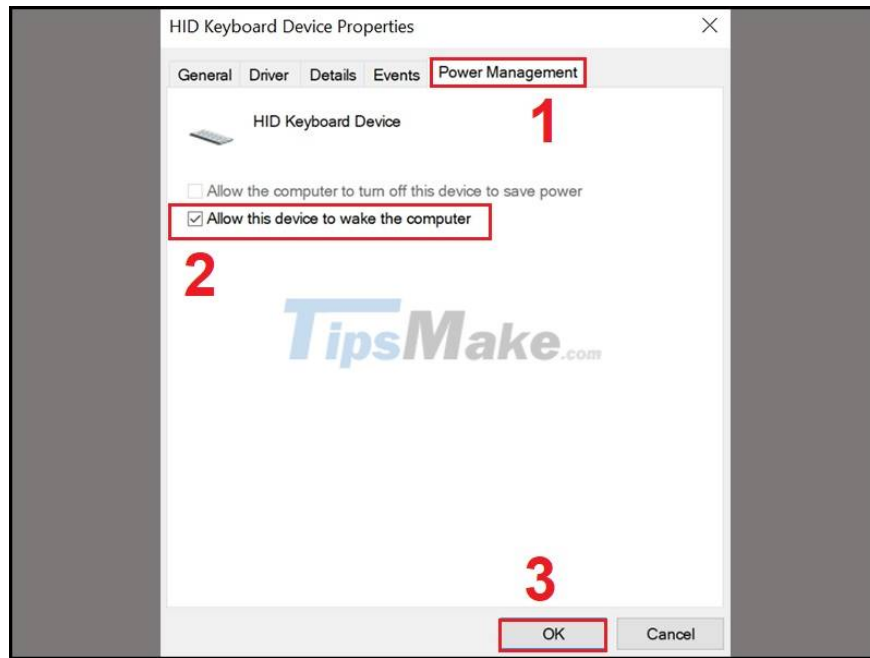 HID Keyboard Device Properties
General Driver Details Events Power Management
1
HID Keyboard Device
Allow the computer to turn off this device to save power
Allow this device to wake the computer
2
TipsMake.com
3
OK Cancel